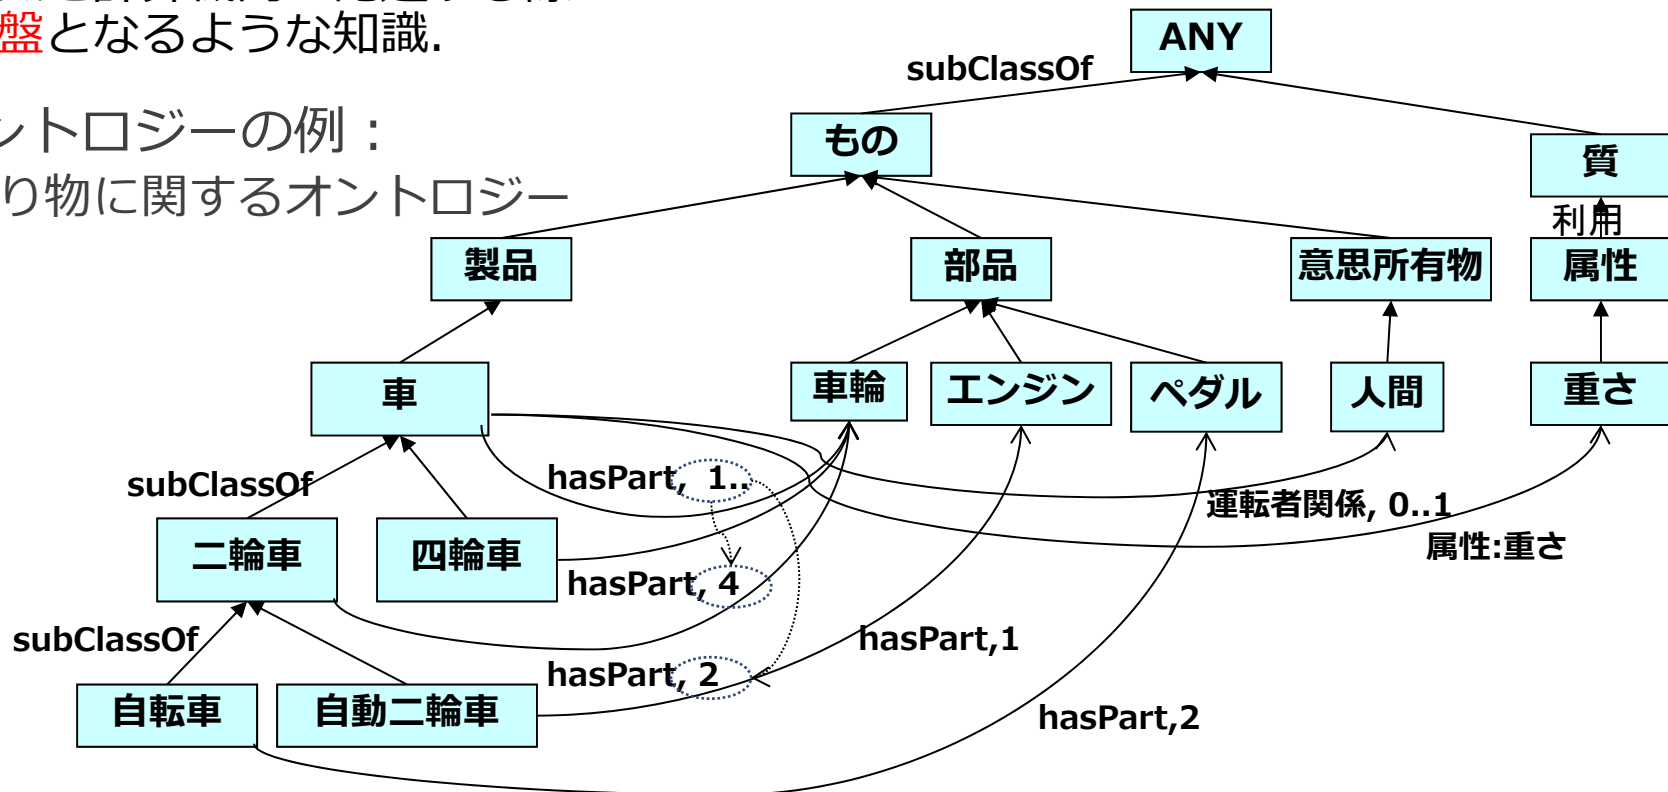 盤となるような知識.
ANY
subClassOf
ントロジーの例：
もの
質
り物に関するオントロジー
利用
製品
部品
意思所有物
属性
車
車輪
エンジン
ペダル
人間
重さ
subClassOf
hasPart, 1..
運転者関係, 0..1
属性:重さ
二輪車
四輪車
hasPart, 4
subClassOf
hasPart,1
hasPart, 2
自転車
自動二輪車
hasPart,2